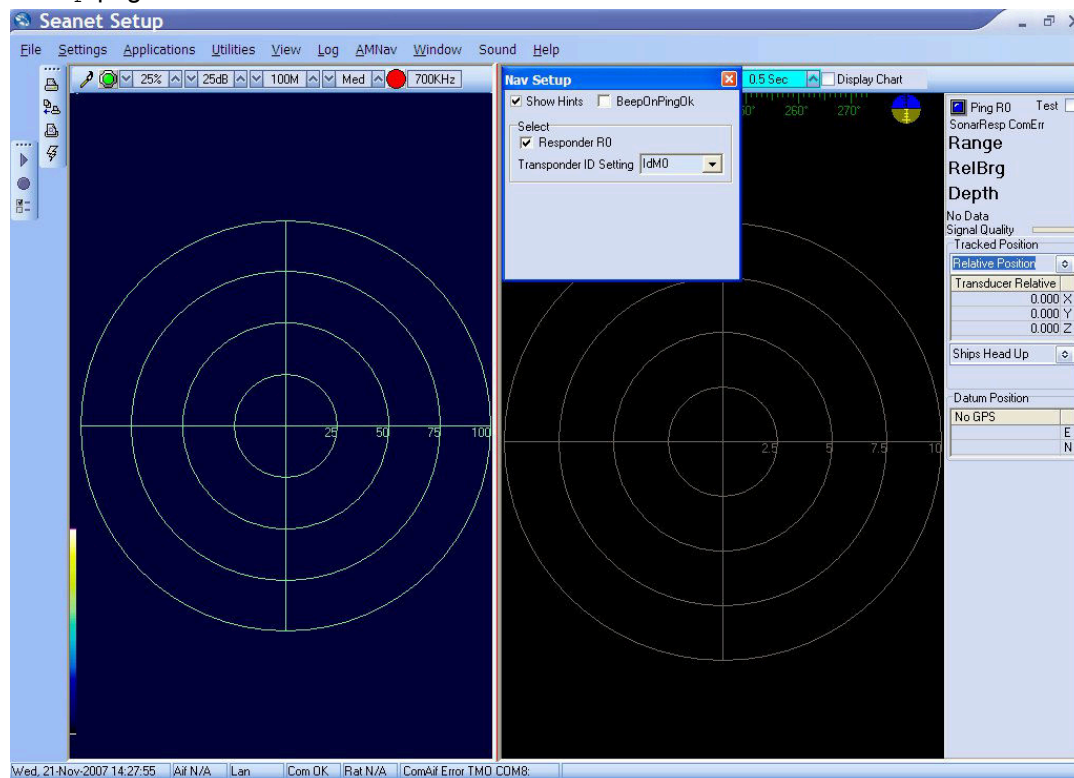 Seanet Setup
File Settings Applications Utilities View Log AMNav Window Sound Help
25% 25dB 100M Med 700KHz
0.5 Sec Display Chart
Nav Setup
Show Hints BeepOnPingOk
Select
Responder R0
Transponder ID Setting IdM0
260° 270°
Ping R0 Test
SonarResp ComErr
Range
RelBrg
Depth
No Data
Signal Quality
Tracked Position
Relative Position
Transducer Relative
0.000 X
0.000 Y
0.000 Z
Ships Head Up
Datum Position
No GPS
E
N
25 50 75 100
2.5 5 7.5 10
Wed, 21-Nov-2007 14:27:55 Aif N/A Lan Com OK Rat N/A ComAif Error TMO COM8: